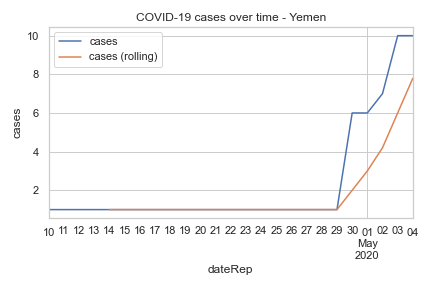 COVID-19 cases over time - Yemen
cases
cases (rolling)
cases
10
8
6
4
2
10 11 12 13 14 15 16 17 18 19 20 21 22 23 24 25 26 27 28 29 30 01 02 03 04
May
2020
dateRep